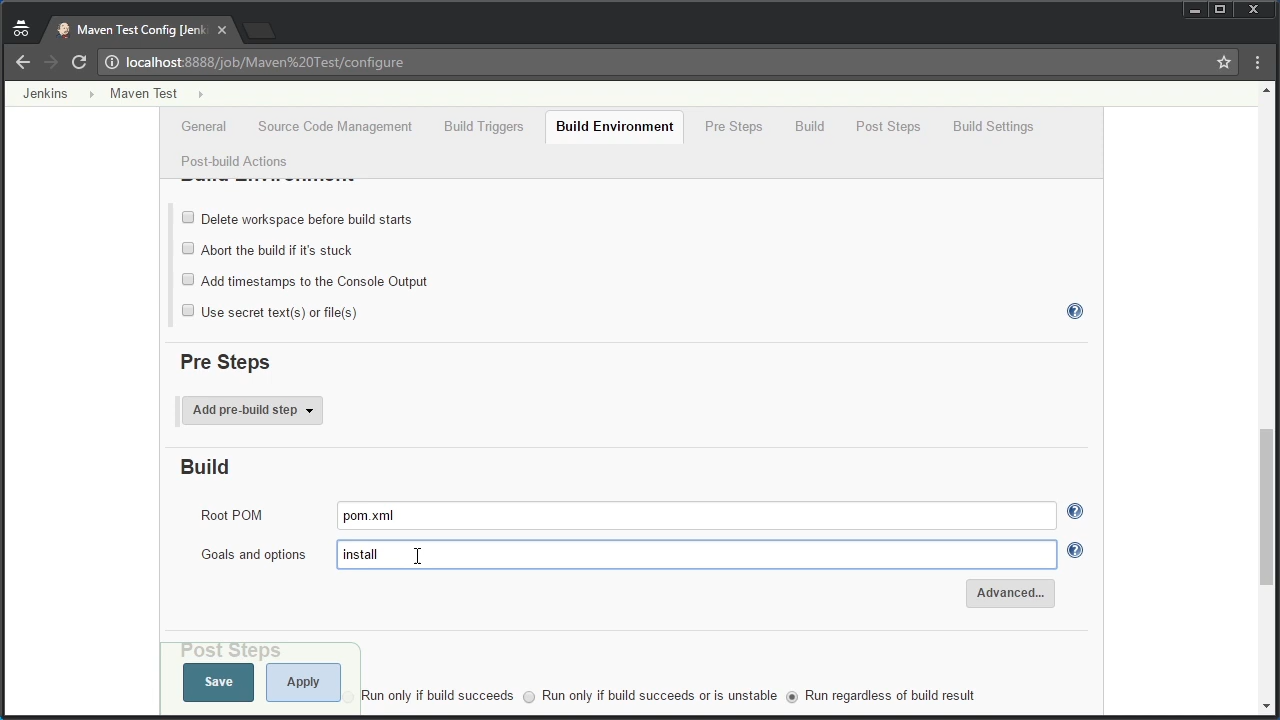 Maven Test Config [Jenk
localhost:8888/job/Maven%20Test/configure
Jenkins Maven Test
General Source Code Management Build Triggers Build Environment Pre Steps Build Post Steps Build Settings
Post-build Actions
Build Environment
Delete workspace before build starts
Abort the build if it's stuck
Add timestamps to the Console Output
Use secret text(s) or file(s)
Pre Steps
Add pre-build step
Build
Root POM pom.xml
Goals and options install
Advanced...
Post Steps
Save Apply
Run only if build succeeds Run only if build succeeds or is unstable Run regardless of build result